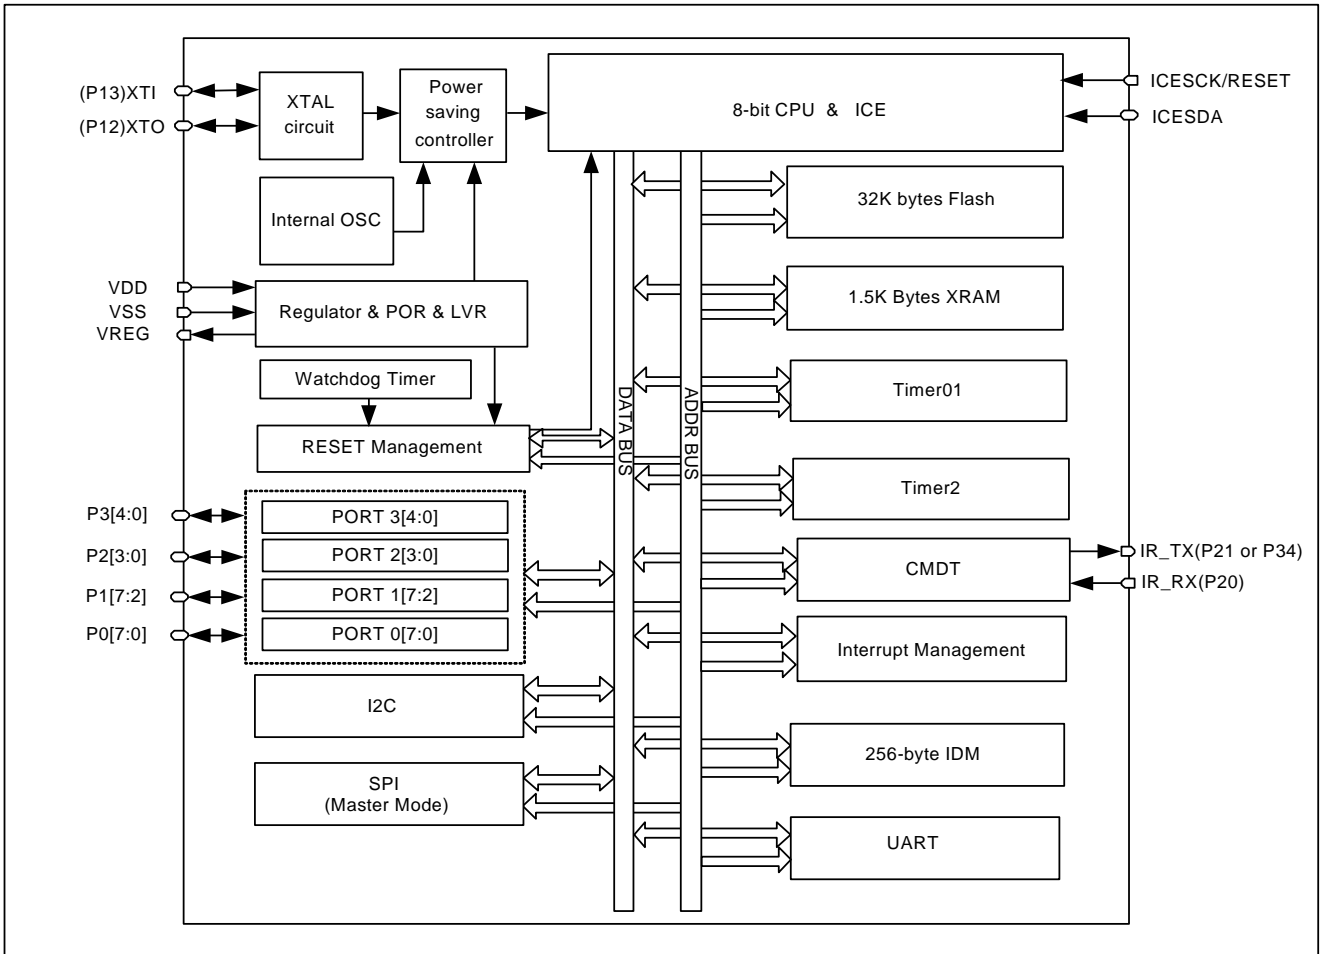 (P13)XTI
(P12)XTO
XTAL
circuit
Power
saving
controller
8-bit CPU & ICE
ICESCK/RESET
ICESDA
Internal OSC
32K bytes Flash
VDD
VSS
VREG
Regulator & POR & LVR
1.5K Bytes XRAM
Watchdog Timer
Timer01
RESET Management
DATA BUS
ADDR BUS
Timer2
P3[4:0]
P2[3:0]
P1[7:2]
P0[7:0]
PORT 3[4:0]
PORT 2[3:0]
PORT 1[7:2]
PORT 0[7:0]
CMDT
IR_TX(P21 or P34)
IR_RX(P20)
Interrupt Management
I2C
256-byte IDM
SPI
(Master Mode)
UART